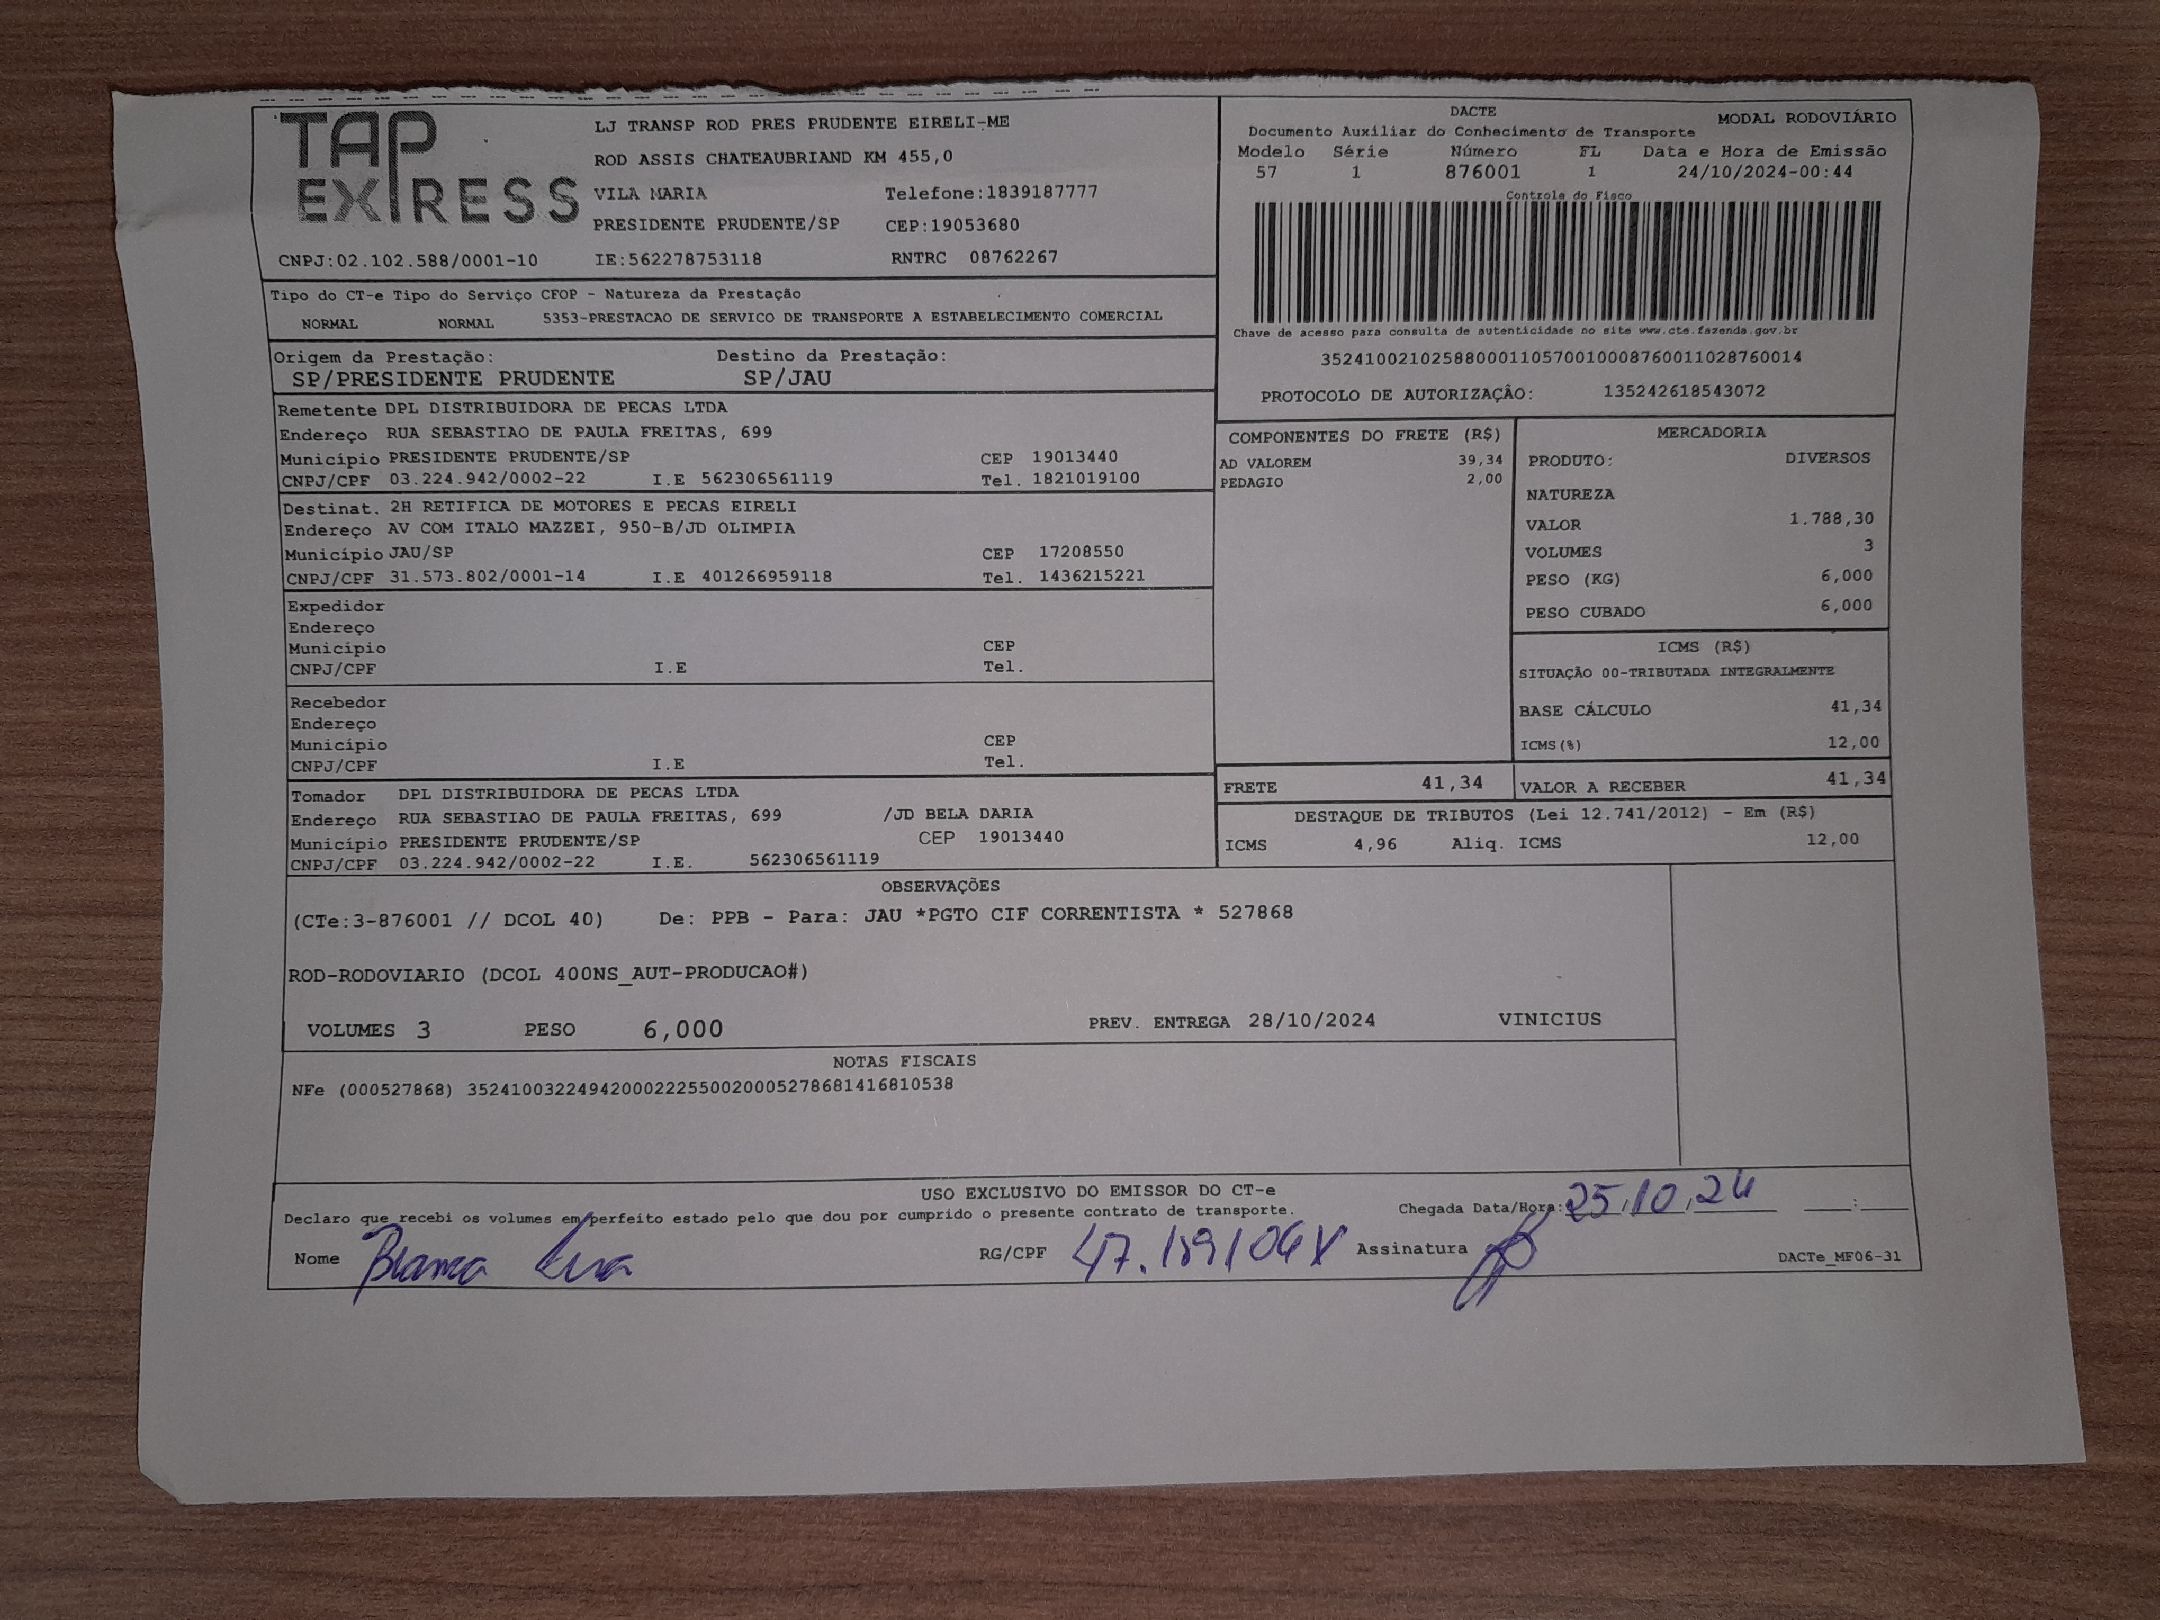 TAP EXPRESS
LJ TRANSP ROD PRES PRUDENTE EIRELI-ME
ROD ASSIS CHATEAUBRIAND KM 455,0
VILA MARIA Telefone:1839187777
PRESIDENTE PRUDENTE/SP CEP:19053680
CNPJ:02.102.588/0001-10 IE:562278753118 RNTRC 08762267
DACTE MODAL RODOVIÁRIO
Documento Auxiliar do Conhecimento de Transporte
Modelo Série Número FL Data e Hora de Emissão
57 1 876001 1 24/10/2024-00:44
Controle do Fisco
Chave de acesso para consulta de autenticidade no site www.cte.fazenda.gov.br
35241002102588000110570010008760011028760014
PROTOCOLO DE AUTORIZAÇÂO: 135242618543072
Tipo do CT-e Tipo do Serviço CFOP - Natureza da Prestação
NORMAL NORMAL 5353-PRESTACAO DE SERVICO DE TRANSPORTE A ESTABELECIMENTO COMERCIAL
Origem da Prestação: Destino da Prestação:
SP/PRESIDENTE PRUDENTE SP/JAU
Remetente DPL DISTRIBUIDORA DE PECAS LTDA
Endereço RUA SEBASTIAO DE PAULA FREITAS, 699
Município PRESIDENTE PRUDENTE/SP CEP 19013440
CNPJ/CPF 03.224.942/0002-22 I.E 562306561119 Tel. 1821019100
Destinat. 2H RETIFICA DE MOTORES E PECAS EIRELI
Endereço AV COM ITALO MAZZEI, 950-B/JD OLIMPIA
Município JAU/SP CEP 17208550
CNPJ/CPF 31.573.802/0001-14 I.E 401266959118 Tel. 1436215221
Expedidor
Endereço
Município CEP
CNPJ/CPF I.E Tel.
Recebedor
Endereço
Município CEP
CNPJ/CPF I.E Tel.
Tomador DPL DISTRIBUIDORA DE PECAS LTDA
Endereço RUA SEBASTIAO DE PAULA FREITAS, 699 /JD BELA DARIA
Município PRESIDENTE PRUDENTE/SP CEP 19013440
CNPJ/CPF 03.224.942/0002-22 I.E. 562306561119
COMPONENTES DO FRETE (R$)
AD VALOREM 39,34
PEDAGIO 2,00
MERCADORIA
PRODUTO: DIVERSOS
NATUREZA
VALOR 1.788,30
VOLUMES 3
PESO (KG) 6,000
PESO CUBADO 6,000
ICMS (R$)
SITUAÇÃO 00-TRIBUTADA INTEGRALMENTE
BASE CÁLCULO 41,34
ICMS(%) 12,00
FRETE 41,34 VALOR A RECEBER 41,34
DESTAQUE DE TRIBUTOS (Lei 12.741/2012) - Em (R$)
ICMS 4,96 Aliq. ICMS 12,00
OBSERVAÇÕES
(CTe:3-876001 // DCOL 40) De: PPB - Para: JAU *PGTO CIF CORRENTISTA * 527868
ROD-RODOVIARIO (DCOL 400NS_AUT-PRODUCAO#)
VOLUMES 3 PESO 6,000 PREV. ENTREGA 28/10/2024 VINICIUS
NOTAS FISCAIS
NFe (000527868) 35241003224942000222550020005278681416810538
USO EXCLUSIVO DO EMISSOR DO CT-e
Declaro que recebi os volumes em perfeito estado pelo que dou por cumprido o presente contrato de transporte. Chegada Data/Hora: 25/10/24 __:__
Nome RG/CPF Assinatura DACTe_MF06-31